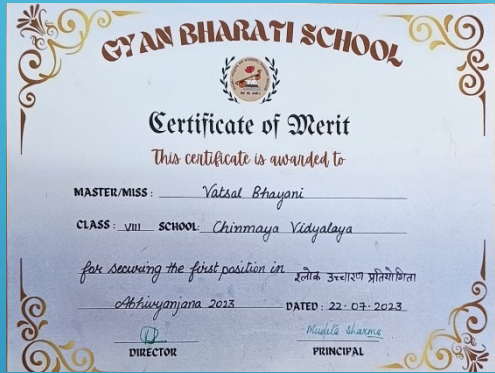 GYAN BHARATI SCHOOL
Certificate of Merit
This certificate is awarded to
MASTER/MISS: Vatsal Bhayani
CLASS: VIII SCHOOL: Chinmaya Vidyalaya
for securing the first position in श्लोक उच्चारण प्रतियोगिता
Abhivyanjana 2023 DATED: 22-07-2023
Mudita Sharma
DIRECTOR PRINCIPAL